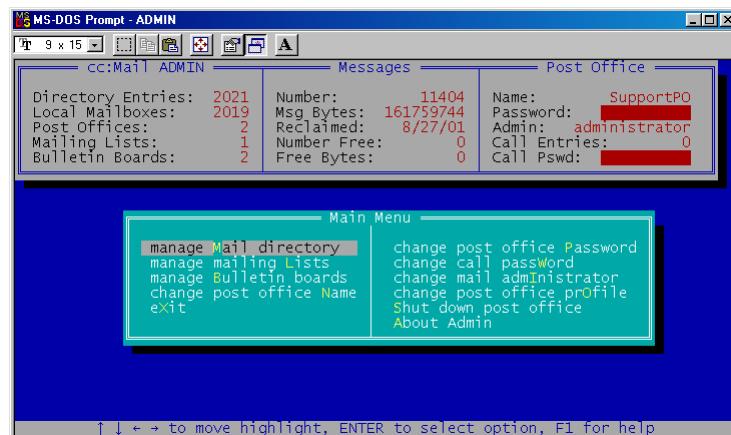 MS-DOS Prompt - ADMIN
9 x 15
A
cc:Mail ADMIN
Directory Entries: 2021
Local Mailboxes: 2019
Post Offices: 2
Mailing Lists: 1
Bulletin Boards: 2
Messages
Number: 11404
Msg Bytes: 161759744
Reclaimed: 8/27/01
Number Free: 0
Free Bytes: 0
Post Office
Name: SupportPO
Password:
Admin: administrator
Call Entries: 0
Call Pswd:
Main Menu
manage Mail directory
manage mailing Lists
manage Bulletin boards
change post office Name
eXit
change post office Password
change call passWord
change mail admInistrator
change post office prOfile
Shut down post office
About Admin
↑ ↓ ← → to move highlight, ENTER to select option, F1 for help